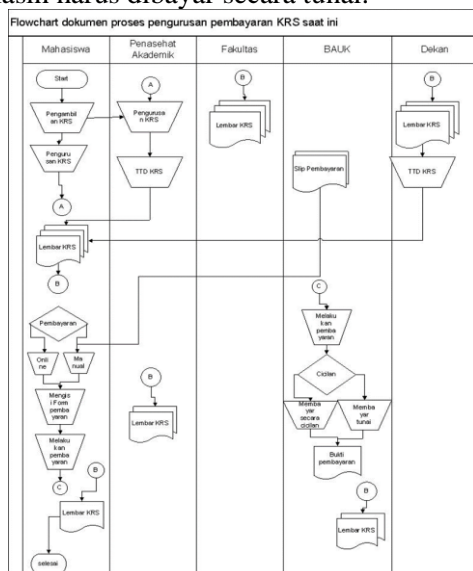 masih harus dibayar secara tunai.
Flowchart dokumen proses pengurusan pembayaran KRS saat ini
Mahasiswa
Penasehat
Akademik
Fakultas
BAUK
Dekan
Start
Pengambil
an KRS
Penguru
san KRS
A
Lembar KRS
B
Pembayaran
Onli
ne
Ma
nual
Mengis
i Form
pemba
yaran
Melaku
kan
pemba
yaran
C
B
Lembar KRS
selesai
A
Pengurusa
n KRS
TTD KRS
B
Lembar KRS
B
Lembar KRS
Slip Pembayaran
C
Melaku
kan pemba
yaran
Cicilan
Memba
yar
secara
cicilan
Memba
yar
tunai
Bukti
pembayaran
B
Lembar KRS
B
Lembar KRS
TTD KRS